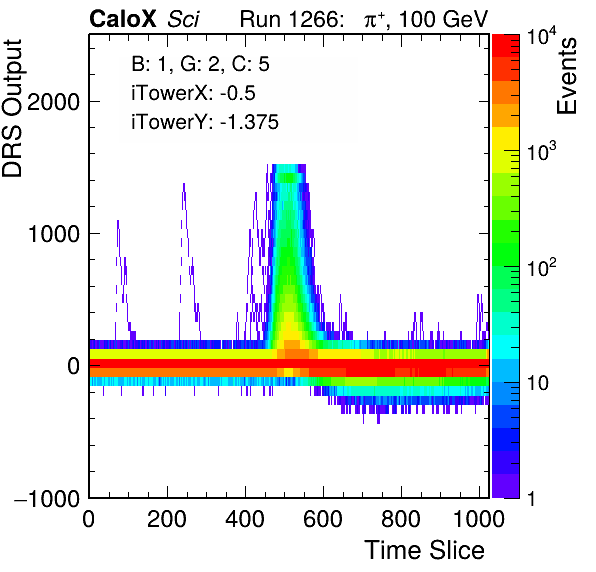 CaloX Sci Run 1266: π⁺, 100 GeV
B: 1, G: 2, C: 5
iTowerX: -0.5
iTowerY: -1.375
DRS Output
2000
1000
0
−1000
0 200 400 600 800 1000
Time Slice
Events
10⁴
10³
10²
10
1